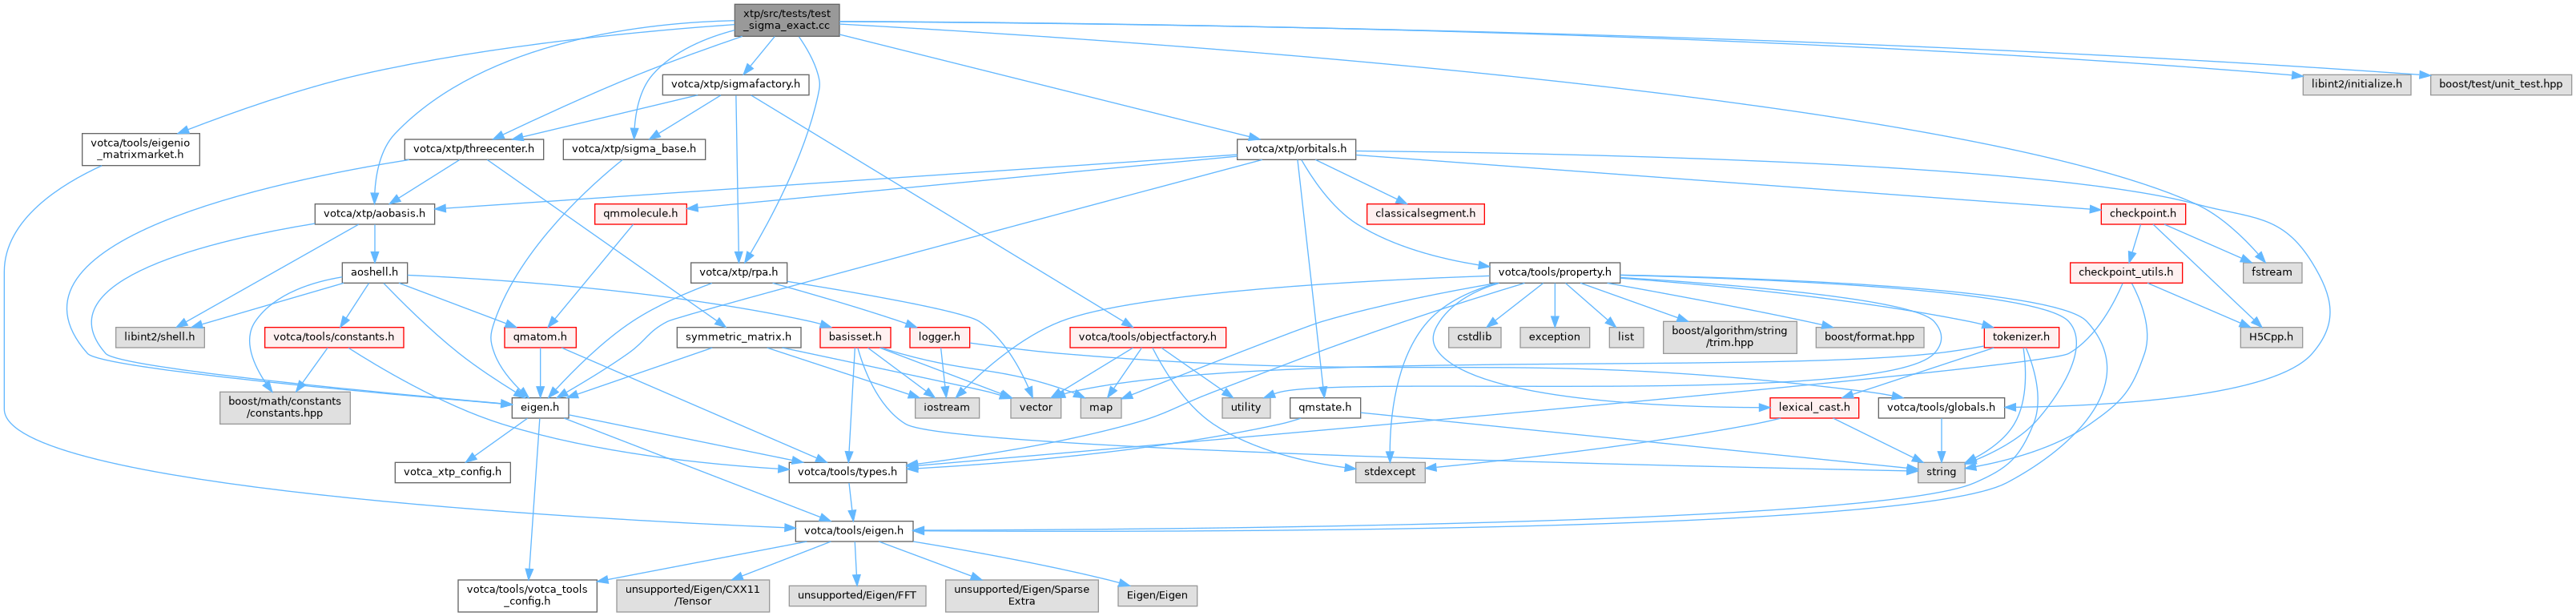 xtp/src/tests/test
_sigma_exact.cc
votca/xtp/sigmafactory.h
libint2/initialize.h
boost/test/unit_test.hpp
votca/tools/eigenio
_matrixmarket.h
votca/xtp/threecenter.h
votca/xtp/sigma_base.h
votca/xtp/orbitals.h
votca/xtp/aobasis.h
qmmolecule.h
classicalsegment.h
checkpoint.h
aoshell.h
votca/xtp/rpa.h
votca/tools/property.h
checkpoint_utils.h
fstream
libint2/shell.h
votca/tools/constants.h
qmatom.h
symmetric_matrix.h
basisset.h
logger.h
votca/tools/objectfactory.h
cstdlib
exception
list
boost/algorithm/string
/trim.hpp
boost/format.hpp
tokenizer.h
H5Cpp.h
boost/math/constants
/constants.hpp
eigen.h
iostream
vector
map
utility
qmstate.h
lexical_cast.h
votca/tools/globals.h
votca_xtp_config.h
votca/tools/types.h
stdexcept
string
votca/tools/eigen.h
votca/tools/votca_tools
_config.h
unsupported/Eigen/CXX11
/Tensor
unsupported/Eigen/FFT
unsupported/Eigen/Sparse
Extra
Eigen/Eigen